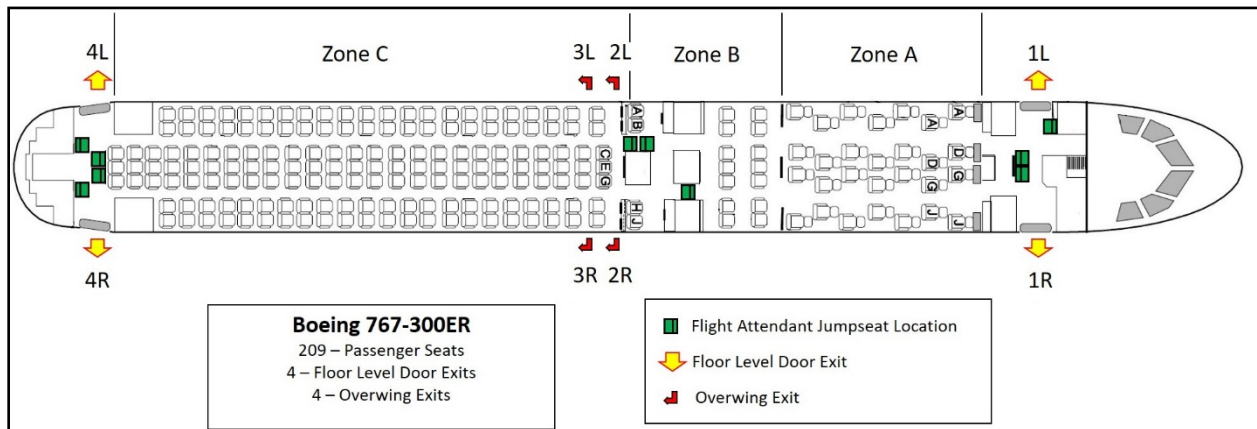 4L Zone C 3L 2L Zone B Zone A 1L
A A A
B
C E G D D
G G
H J J J
4R 3R 2R 1R
Boeing 767-300ER
209 – Passenger Seats
4 – Floor Level Door Exits
4 – Overwing Exits
Flight Attendant Jumpseat Location
Floor Level Door Exit
Overwing Exit